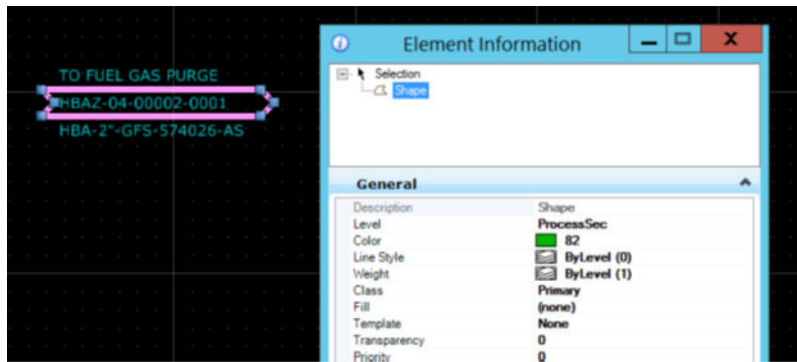 TO FUEL GAS PURGE
HBAZ-04-00002-0001
HBA-2"-GFS-574026-AS
Element Information
Selection
Shape
General
Description Shape
Level ProcessSec
Color 82
Line Style ByLevel (0)
Weight ByLevel (1)
Class Primary
Fill (none)
Template None
Transparency 0
Priority 0